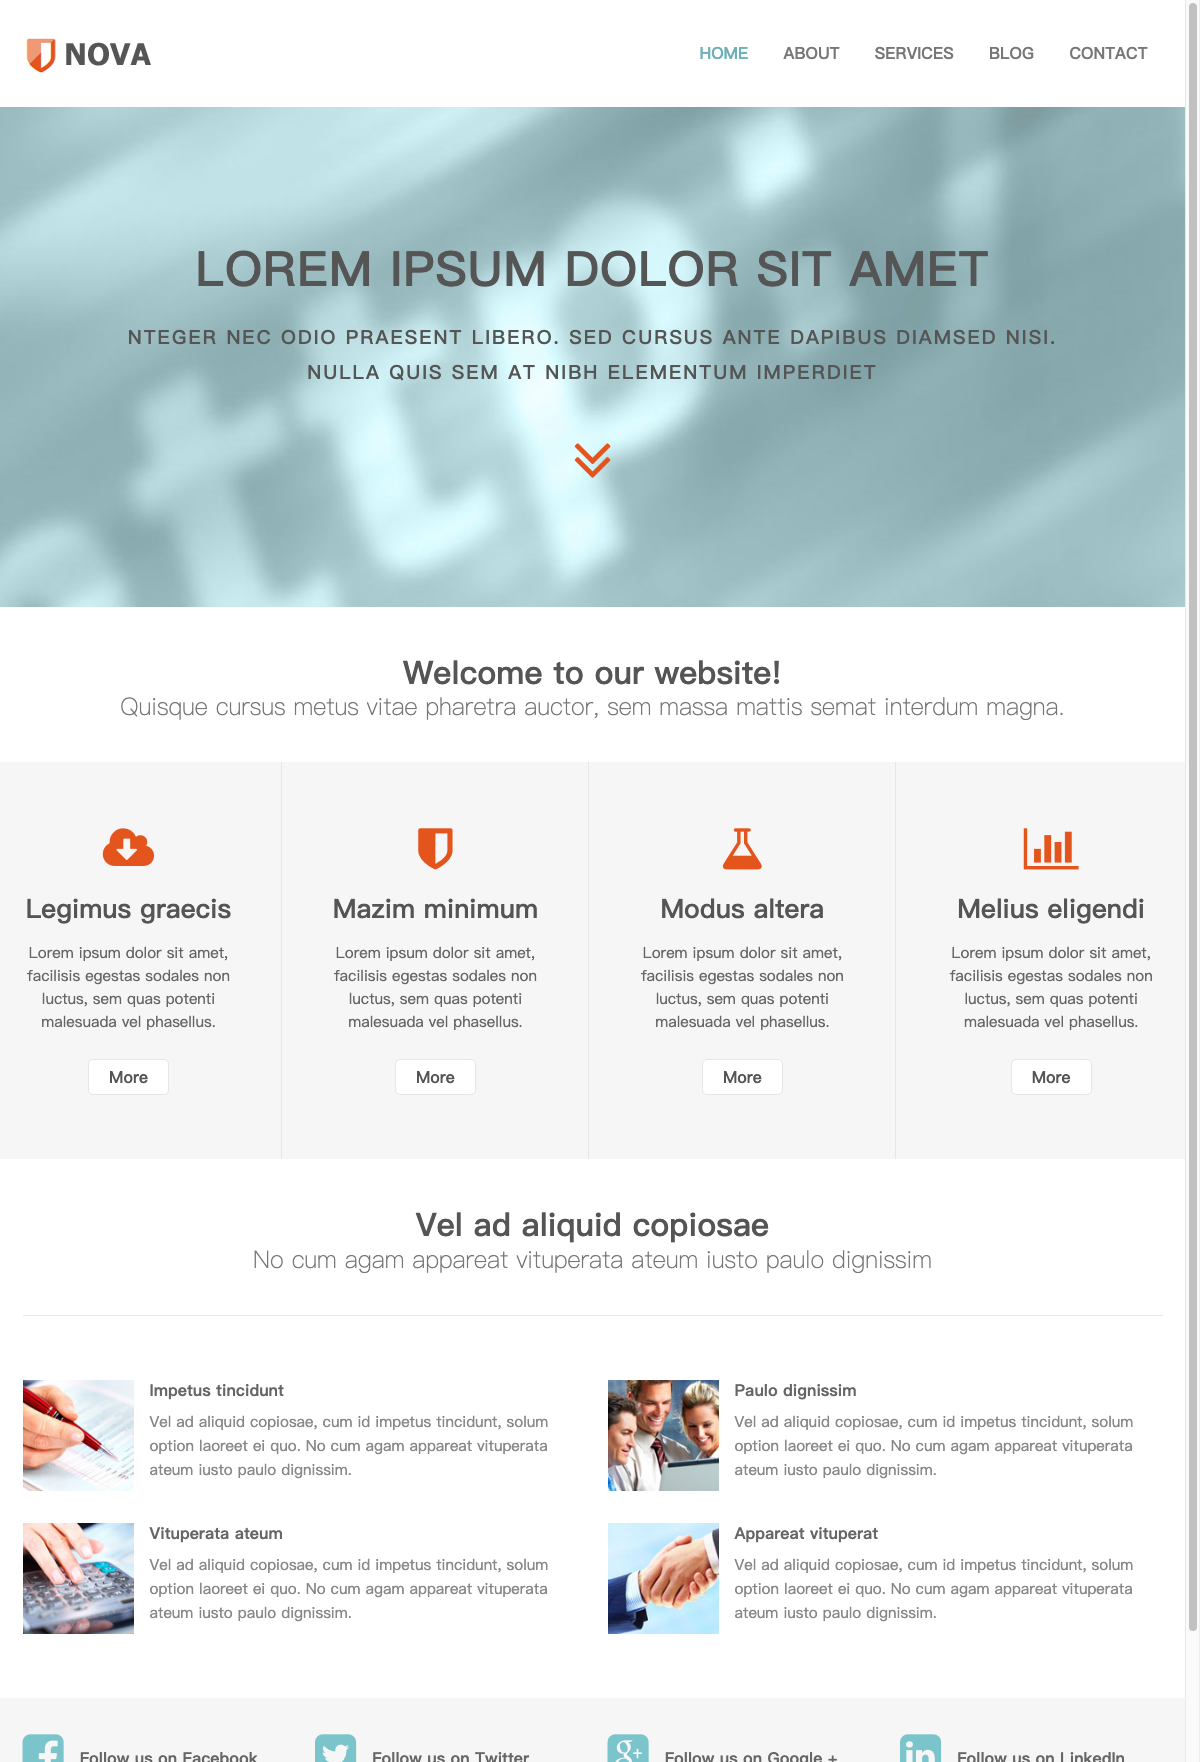 NOVA
HOME ABOUT SERVICES BLOG CONTACT
LOREM IPSUM DOLOR SIT AMET
NTEGER NEC ODIO PRAESENT LIBERO. SED CURSUS ANTE DAPIBUS DIAMSED NISI.
NULLA QUIS SEM AT NIBH ELEMENTUM IMPERDIET
Welcome to our website!
Quisque cursus metus vitae pharetra auctor, sem massa mattis semat interdum magna.
Legimus graecis
Lorem ipsum dolor sit amet,
facilisis egestas sodales non
luctus, sem quas potenti
malesuada vel phasellus.
More
Mazim minimum
Lorem ipsum dolor sit amet,
facilisis egestas sodales non
luctus, sem quas potenti
malesuada vel phasellus.
More
Modus altera
Lorem ipsum dolor sit amet,
facilisis egestas sodales non
luctus, sem quas potenti
malesuada vel phasellus.
More
Melius eligendi
Lorem ipsum dolor sit amet,
facilisis egestas sodales non
luctus, sem quas potenti
malesuada vel phasellus.
More
Vel ad aliquid copiosae
No cum agam appareat vituperata ateum iusto paulo dignissim
Impetus tincidunt
Vel ad aliquid copiosae, cum id impetus tincidunt, solum
option laoreet ei quo. No cum agam appareat vituperata
ateum iusto paulo dignissim.
Paulo dignissim
Vel ad aliquid copiosae, cum id impetus tincidunt, solum
option laoreet ei quo. No cum agam appareat vituperata
ateum iusto paulo dignissim.
Vituperata ateum
Vel ad aliquid copiosae, cum id impetus tincidunt, solum
option laoreet ei quo. No cum agam appareat vituperata
ateum iusto paulo dignissim.
Appareat vituperat
Vel ad aliquid copiosae, cum id impetus tincidunt, solum
option laoreet ei quo. No cum agam appareat vituperata
ateum iusto paulo dignissim.
Follow us on Facebook
Follow us on Twitter
Follow us on Google +
Follow us on LinkedIn